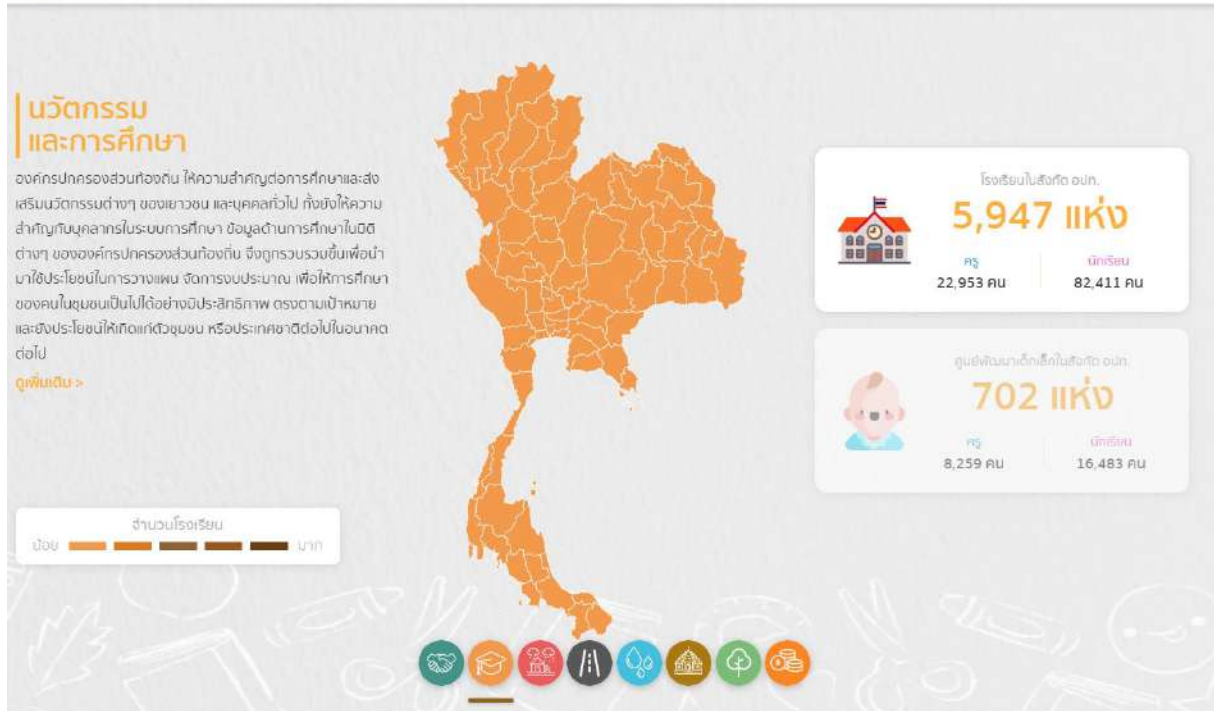 นวัตกรรม
และการศึกษา
องค์กรปกครองส่วนท้องถิ่น ให้ความสำคัญต่อการศึกษาและส่ง
เสริมนวัตกรรมต่างๆ ของเยาวชน และบุคคลทั่วไป ทั้งยังให้ความ
สำคัญกับบุคลากรในระบบการศึกษา ข้อมูลด้านการศึกษาในมิติ
ต่างๆ ขององค์กรปกครองส่วนท้องถิ่น จึงถูกรวบรวมขึ้นเพื่อนำ
มาใช้ประโยชน์ในการวางแผน จัดการงบประมาณ เพื่อให้การศึกษา
ของคนในชุมชนเป็นไปได้อย่างมีประสิทธิภาพ ตรงตามเป้าหมาย
และยังประโยชน์ให้เกิดแก่ตัวชุมชน หรือประเทศชาติต่อไปในอนาคต
ต่อไป
ดูเพิ่มเติม >
จำนวนโรงเรียน
น้อย มาก
โรงเรียนในสังกัด อปท.
5,947 แห่ง
ครู นักเรียน
22,953 คน 82,411 คน
ศูนย์พัฒนาเด็กเล็กในสังกัด อปท.
702 แห่ง
ครู นักเรียน
8,259 คน 16,483 คน